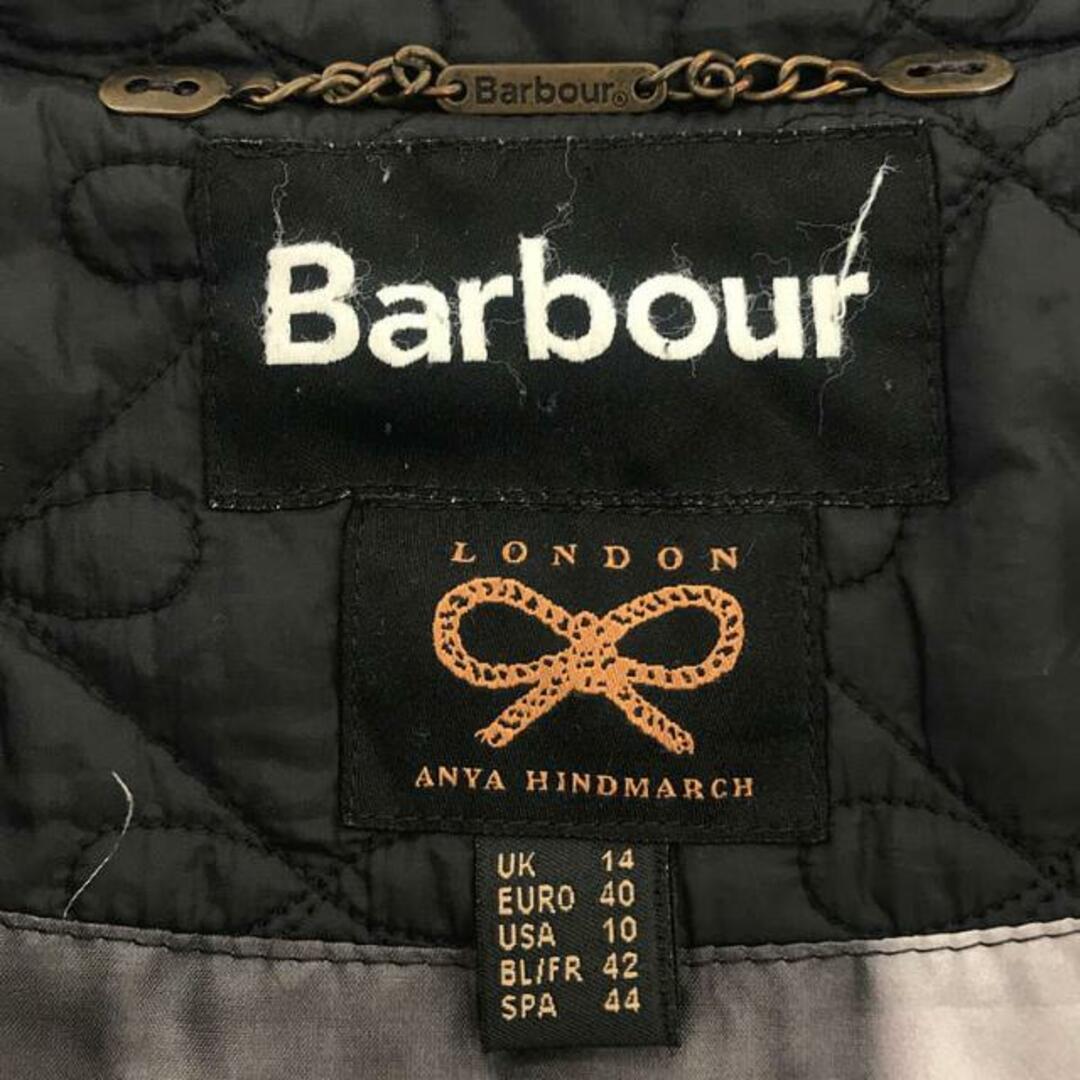 Barbour®
Barbour
LONDON
ANYA HINDMARCH
UK 14
EURO 40
USA 10
BL/FR 42
SPA 44